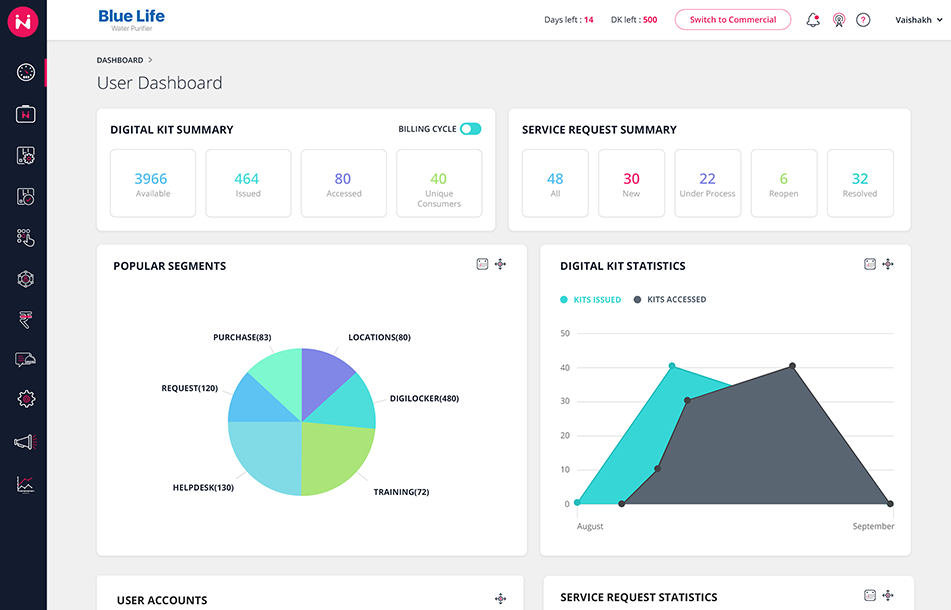 Blue Life
Water Purifier
Days left : 14
DK left : 500
Switch to Commercial
Vaishakh
DASHBOARD >
User Dashboard
DIGITAL KIT SUMMARY
BILLING CYCLE
3966
Available
464
Issued
80
Accessed
40
Unique
Consumers
SERVICE REQUEST SUMMARY
48
All
30
New
22
Under Process
6
Reopen
32
Resolved
POPULAR SEGMENTS
PURCHASE(83)
LOCATIONS(80)
REQUEST(120)
DIGILOCKER(480)
HELPDESK(130)
TRAINING(72)
DIGITAL KIT STATISTICS
KITS ISSUED
KITS ACCESSED
50
40
30
20
10
0
August
September
USER ACCOUNTS
SERVICE REQUEST STATISTICS